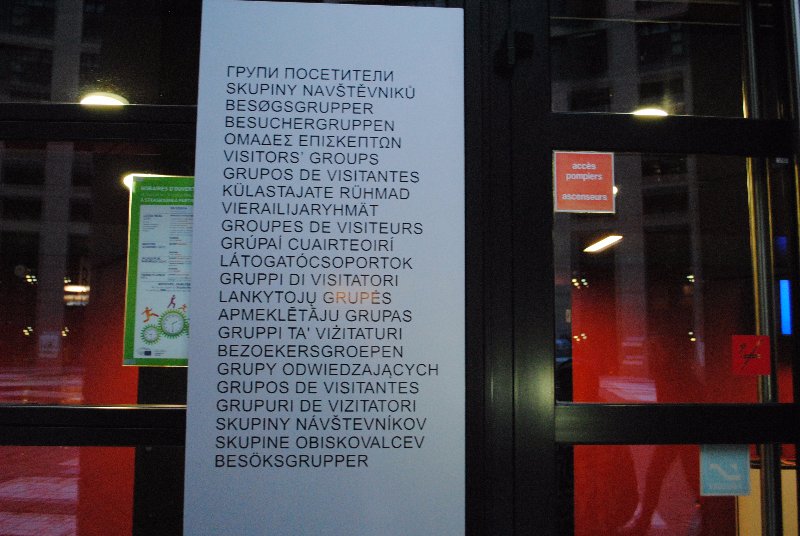 ГРУПИ ПОСЕТИТЕЛИ
SKUPINY NAVŠTĚVNIKŮ
BESØGSGRUPPER
BESUCHERGRUPPEN
ΟΜΑΔΕΣ ΕΠΙΣΚΕΠΤΩΝ
VISITORS' GROUPS
GRUPOS DE VISITANTES
KÜLASTAJATE RÜHMAD
VIERAILIJARYHMÄT
GROUPES DE VISITEURS
GRÚPAÍ CUAIRTEOIRÍ
LÁTOGATÓCSOPORTOK
GRUPPI DI VISITATORI
LANKYTOJŲ GRUPĖS
APMEKLĒTĀJU GRUPAS
GRUPPI TA' VIŻITATURI
BEZOEKERSGROEPEN
GRUPY ODWIEDZAJĄCYCH
GRUPOS DE VISITANTES
GRUPURI DE VIZITATORI
SKUPINY NÁVŠTEVNÍKOV
SKUPINE OBISKOVALCEV
BESÖKSGRUPPER
accès
pompiers
ascenseurs